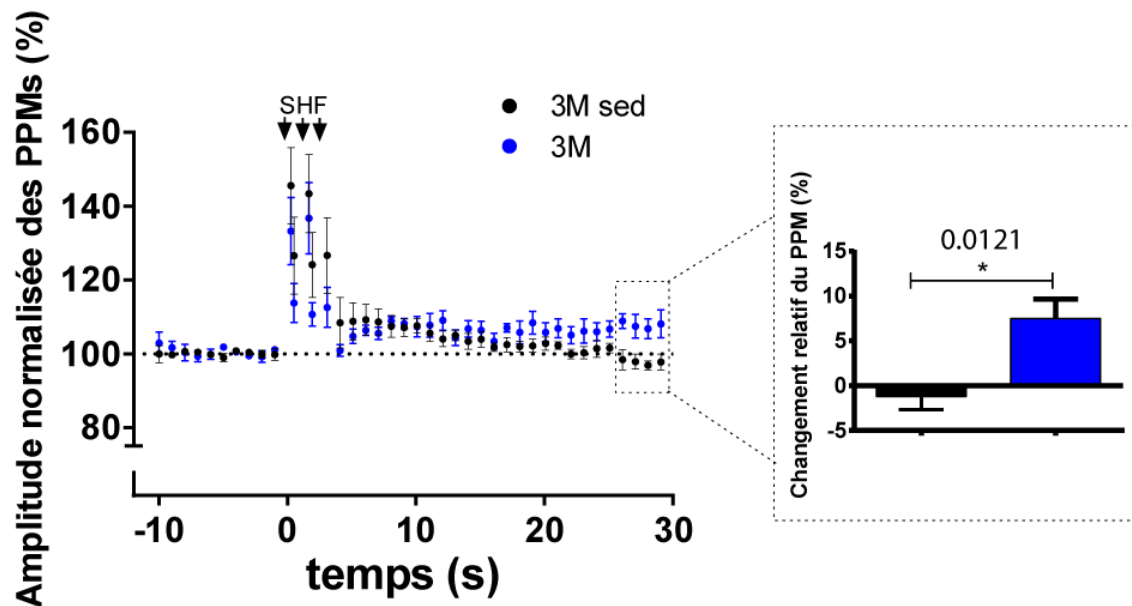 Amplitude normalisée des PPMs (%)
160
140
120
100
80
SHF
3M sed
3M
-10
0
10
20
30
temps (s)
Changement relatif du PPM (%)
15
10
5
0
-5
0.0121
*